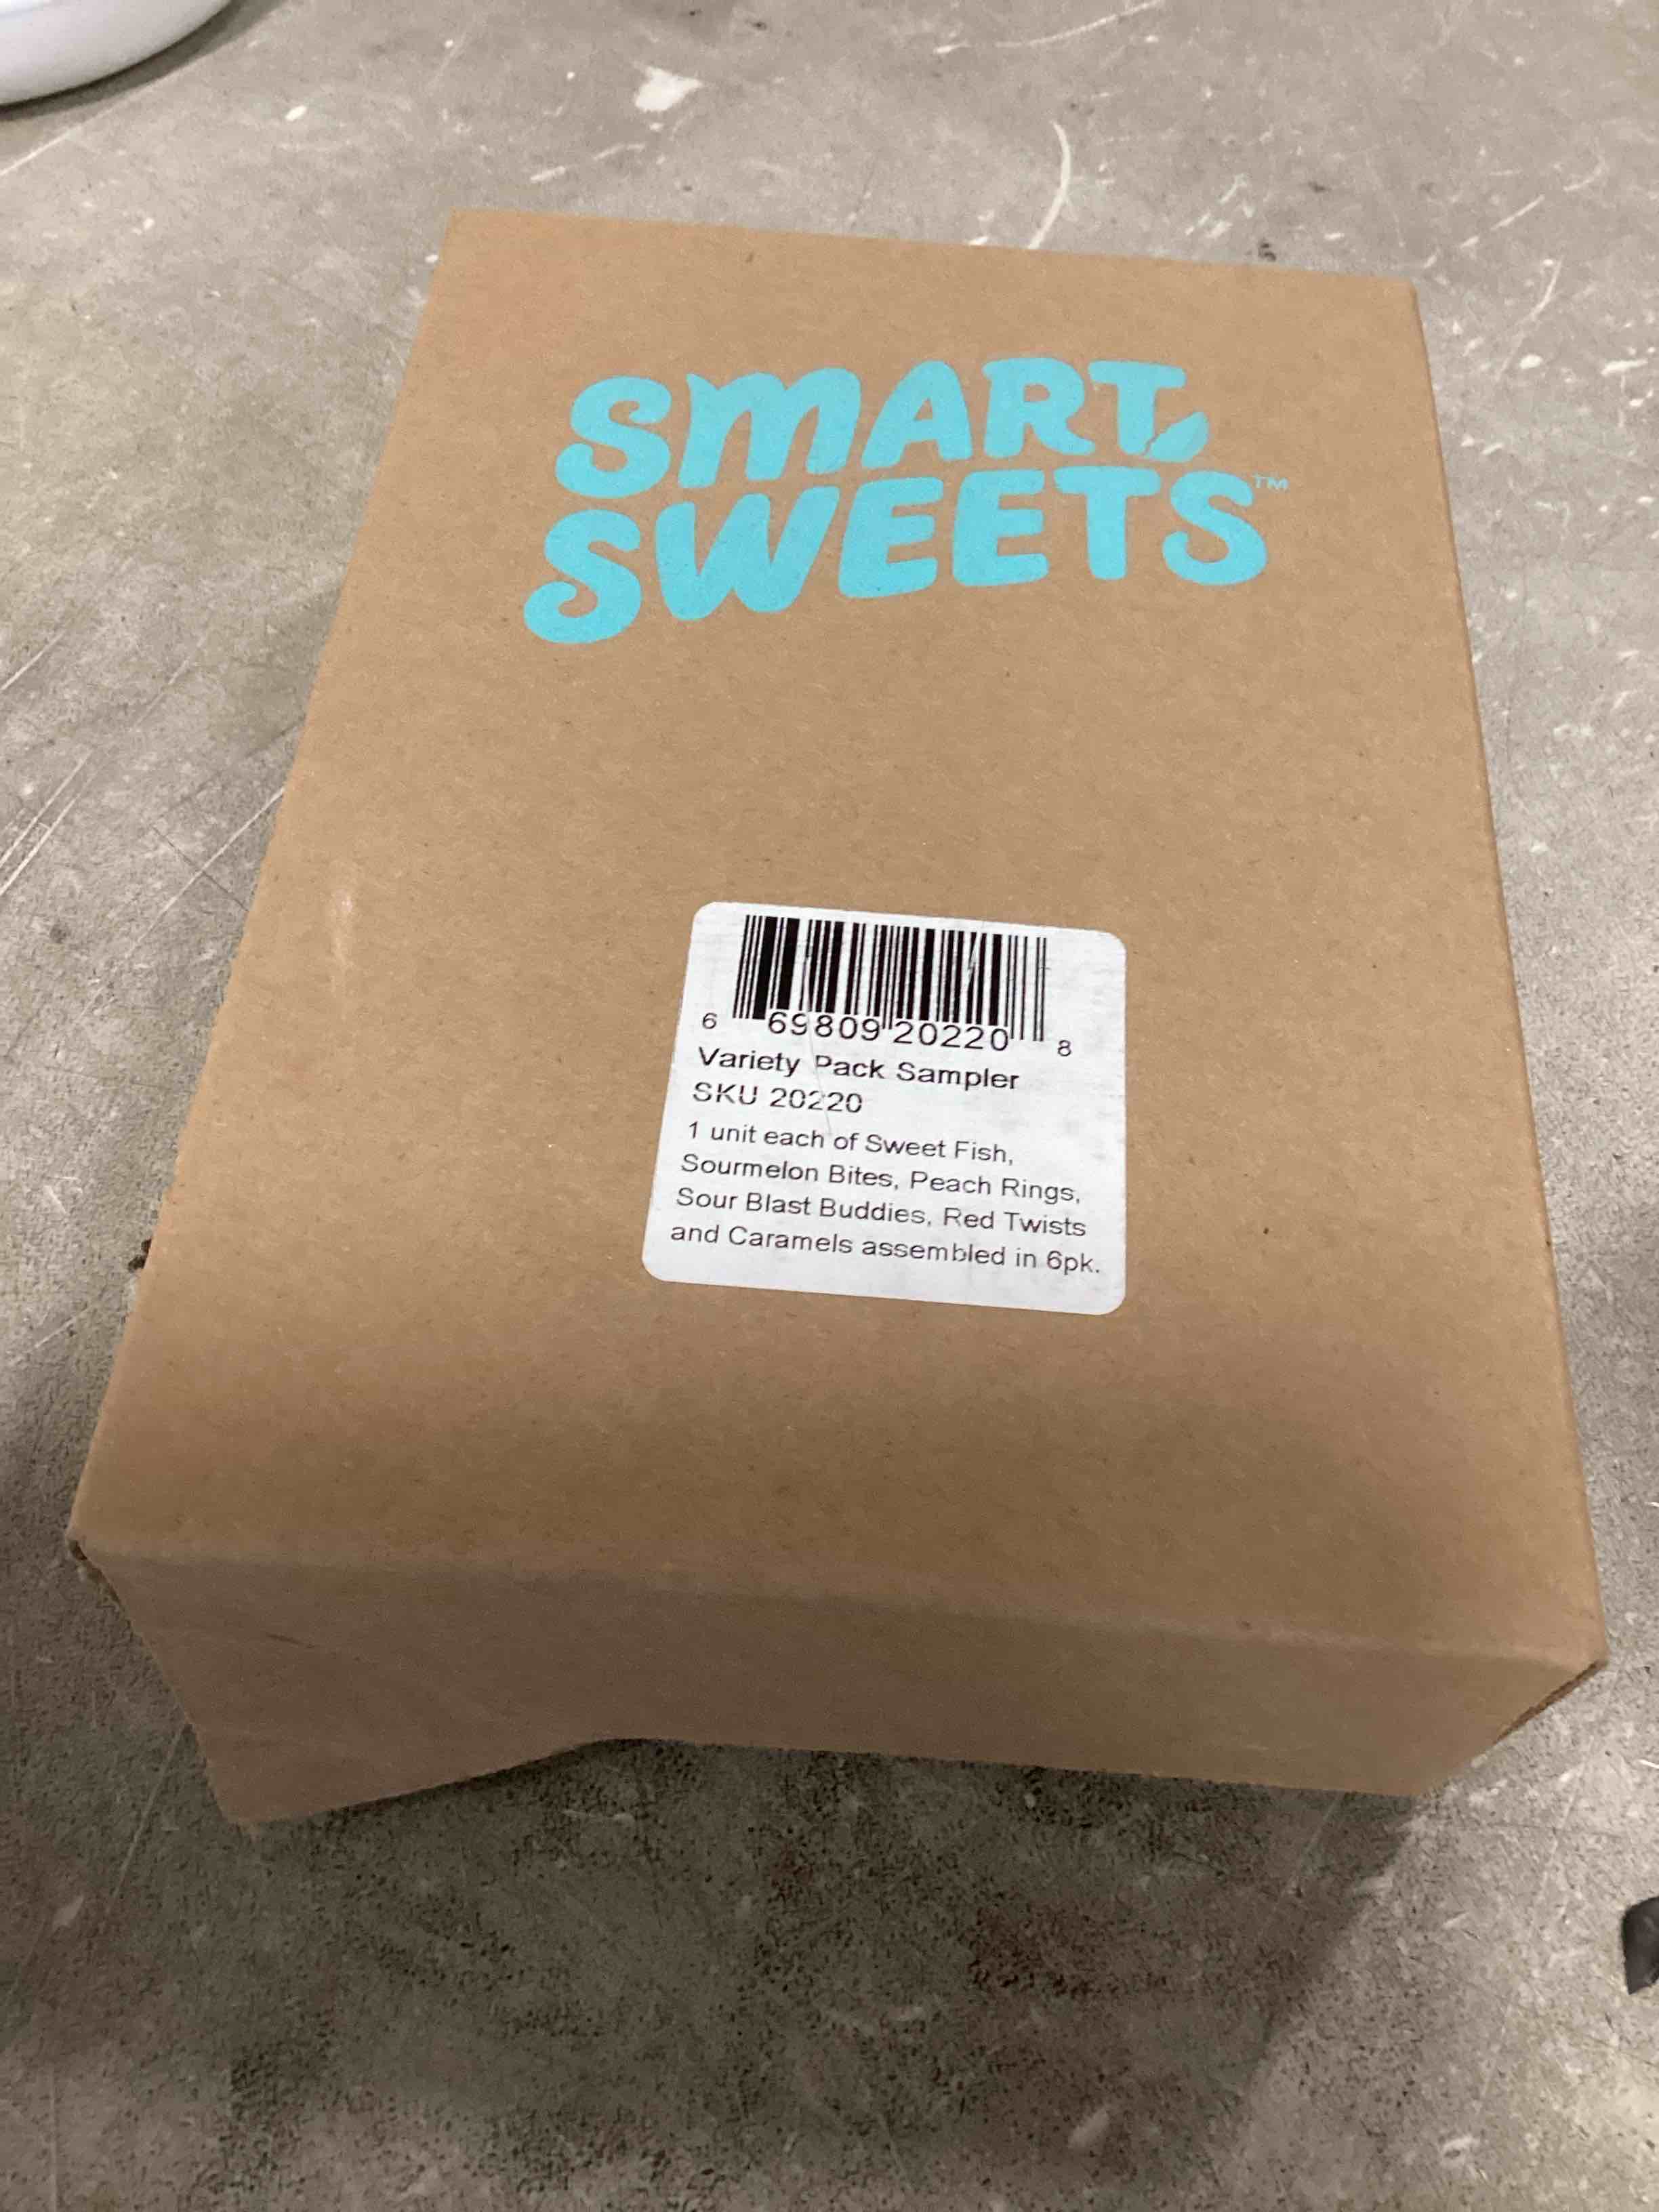 SMART
SWEETS™
6 69809 20220 8
Variety Pack Sampler
SKU 20220
1 unit each of Sweet Fish,
Sourmelon Bites, Peach Rings,
Sour Blast Buddies, Red Twists
and Caramels assembled in 6pk.